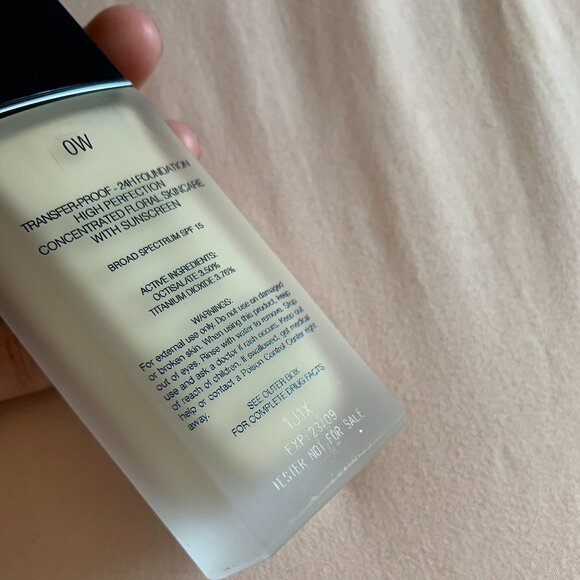 0W
TRANSFER-PROOF - 24H FOUNDATION
HIGH PERFECTION
CONCENTRATED FLORAL SKINCARE
WITH SUNSCREEN
BROAD SPECTRUM SPF 15
ACTIVE INGREDIENTS:
OCTISALATE 3.50%
TITANIUM DIOXIDE 3.76%
WARNINGS:
For external use only. Do not use on damaged
or broken skin. When using this product, keep
out of eyes. Rinse with water to remove. Stop
use and ask a doctor if rash occurs. Keep out
of reach of children. If swallowed, get medical
help or contact a Poison Control Center right
away.
SEE OUTER BOX
FOR COMPLETE DRUG FACTS
1J1X
EXP: 23/09
TESTER NOT FOR SALE